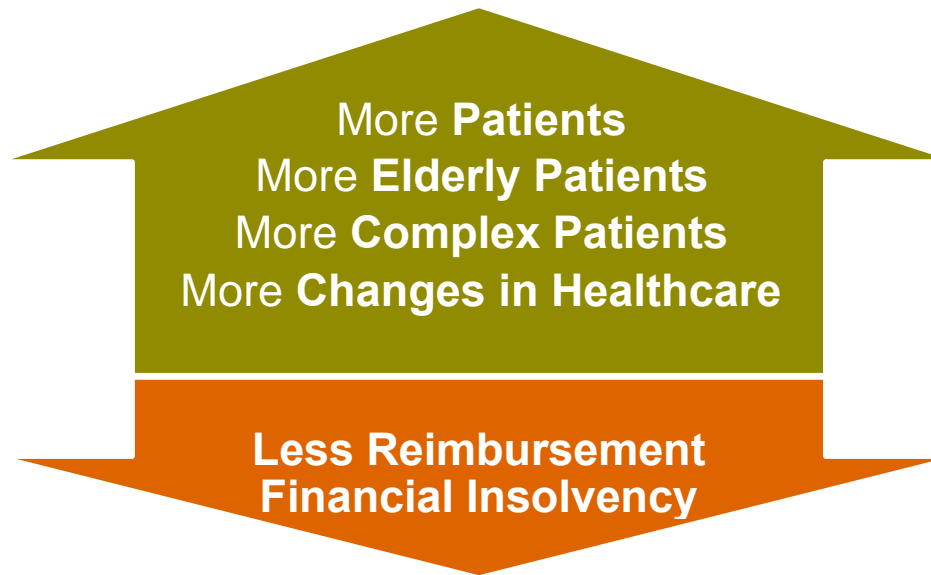 More Patients
More Elderly Patients
More Complex Patients
More Changes in Healthcare
Less Reimbursement
Financial Insolvency